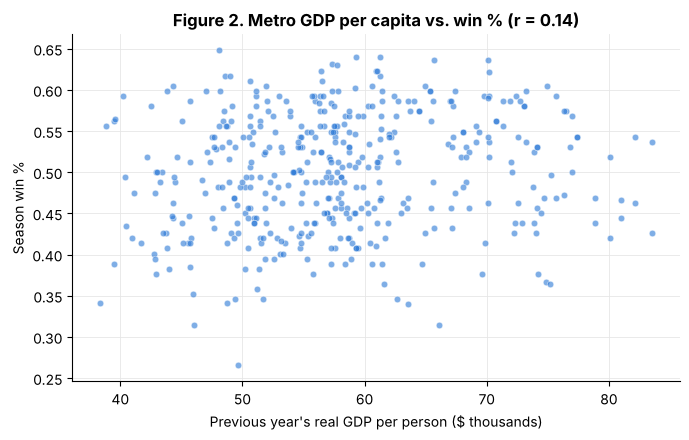 Figure 2. Metro GDP per capita vs. win % (r = 0.14)
Season win %
0.65
0.60
0.55
0.50
0.45
0.40
0.35
0.30
0.25
40 50 60 70 80
Previous year's real GDP per person ($ thousands)